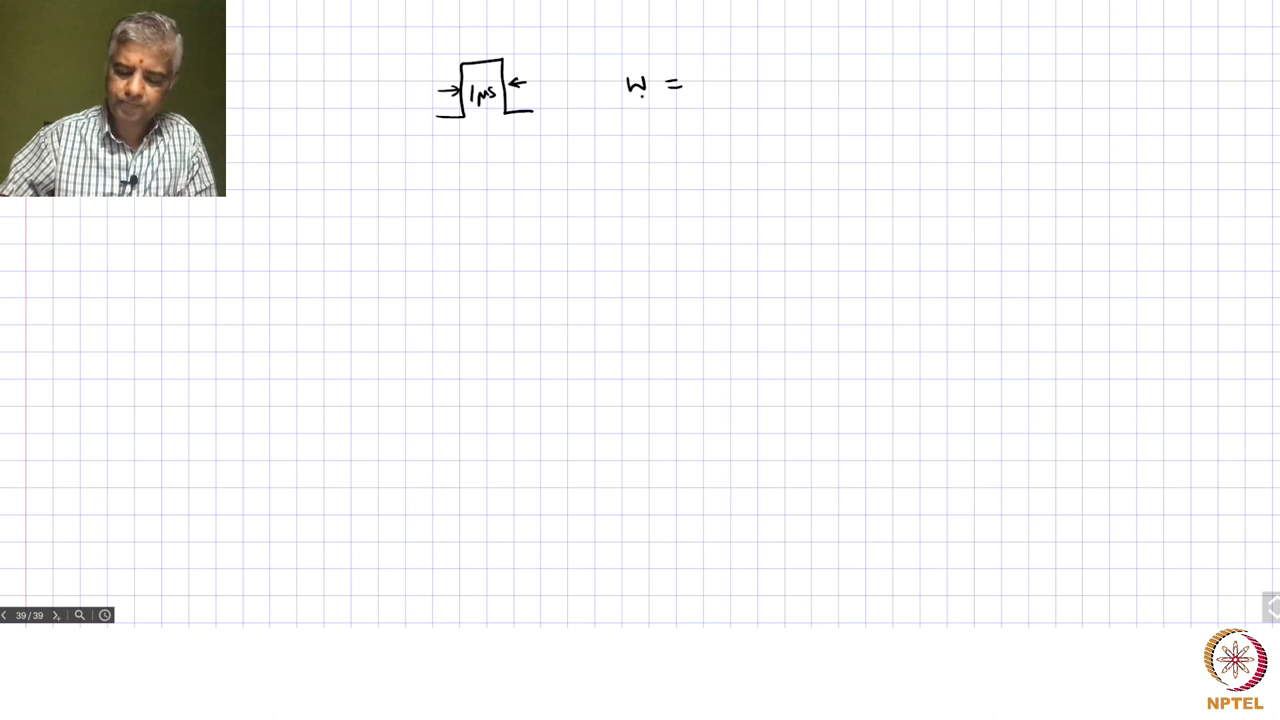 1μs
W =
39/39
NPTEL